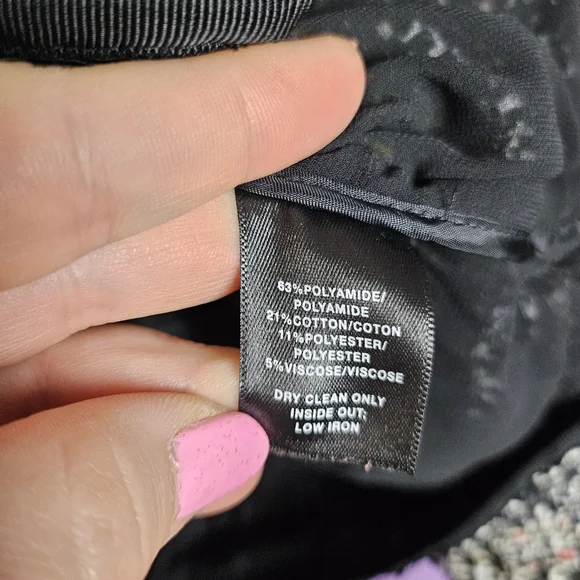 63%POLYAMIDE/
POLYAMIDE
21%COTTON/COTON
11%POLYESTER/
POLYESTER
5%VISCOSE/VISCOSE
DRY CLEAN ONLY
INSIDE OUT,
LOW IRON